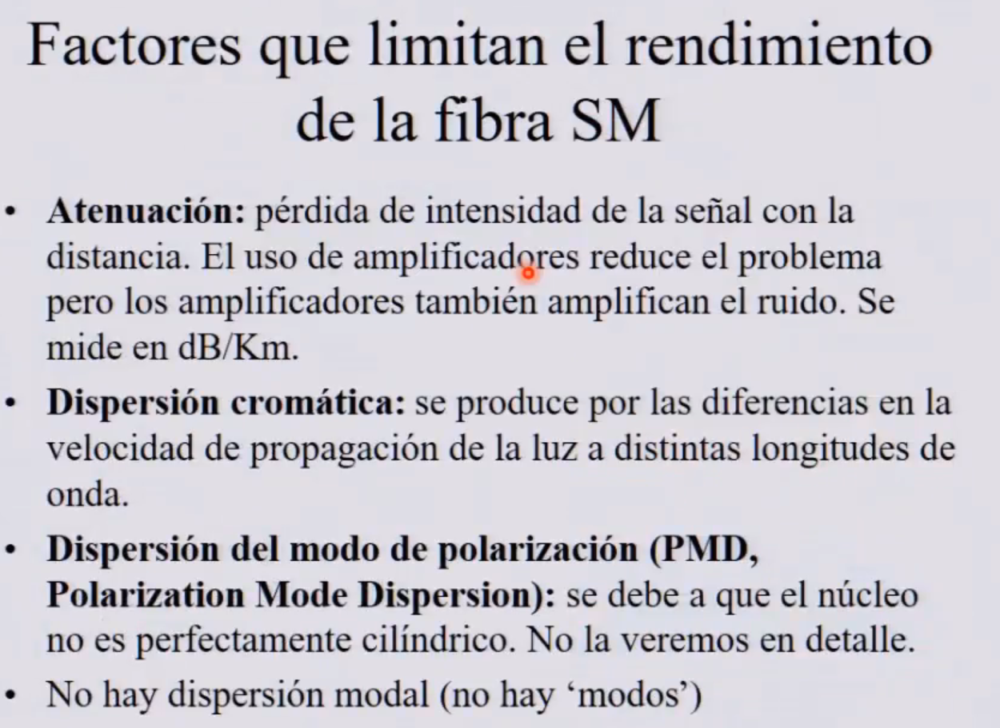 Factores que limitan el rendimiento
de la fibra SM
• Atenuación: pérdida de intensidad de la señal con la
distancia. El uso de amplificadores reduce el problema
pero los amplificadores también amplifican el ruido. Se
mide en dB/Km.
• Dispersión cromática: se produce por las diferencias en la
velocidad de propagación de la luz a distintas longitudes de
onda.
• Dispersión del modo de polarización (PMD,
Polarization Mode Dispersion): se debe a que el núcleo
no es perfectamente cilíndrico. No la veremos en detalle.
• No hay dispersión modal (no hay ‘modos’)